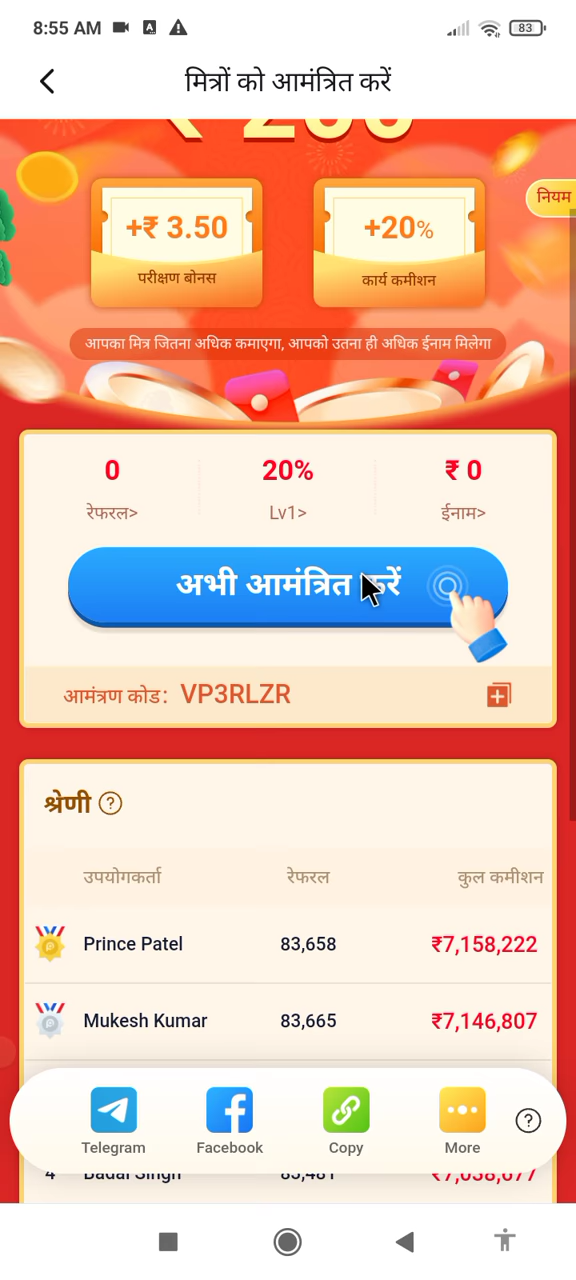 8:55 AM
83
मित्रों को आमंत्रित करें
नियम
+₹ 3.50
+20%
परीक्षण बोनस
कार्य कमीशन
आपका मित्र जितना अधिक कमाएगा, आपको उतना ही अधिक ईनाम मिलेगा
0
20%
₹ 0
रेफरल>
Lv1>
ईनाम>
अभी आमंत्रित करें
आमंत्रण कोड: VP3RLZR
श्रेणी ?
उपयोगकर्ता
रेफरल
कुल कमीशन
Prince Patel
83,658
₹7,158,222
Mukesh Kumar
83,665
₹7,146,807
Telegram
Facebook
Copy
More
?
4
Badal Singh